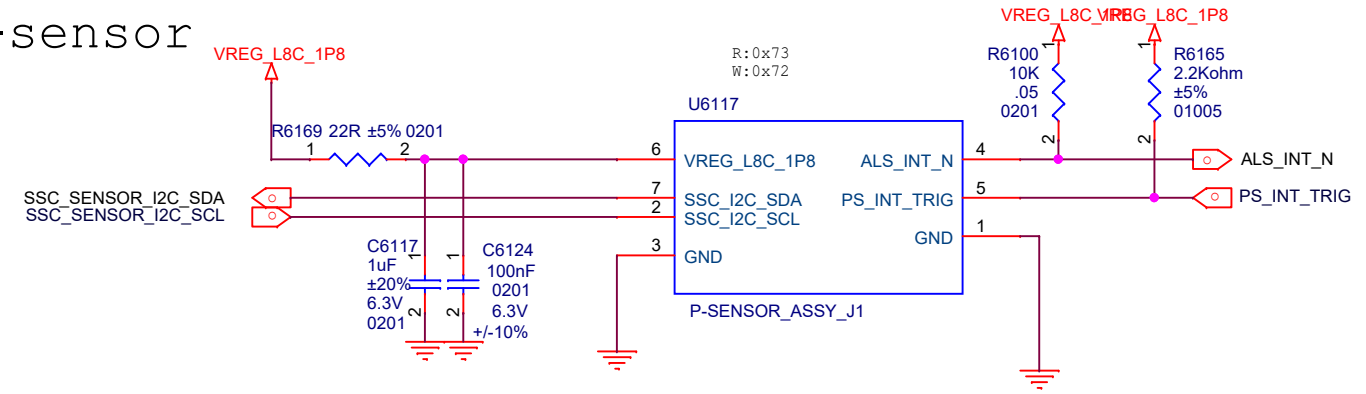 -sensor
VREG_L8C_1P8
R:0x73
W:0x72
VREG_L8C_1P8
VREG_L8C_1P8
R6100
10K
.05
0201
R6165
2.2Kohm
±5%
01005
1
2
1
2
U6117
R6169 22R ±5% 0201
1
2
6
VREG_L8C_1P8
ALS_INT_N
4
ALS_INT_N
SSC_SENSOR_I2C_SDA
7
SSC_I2C_SDA
PS_INT_TRIG
5
PS_INT_TRIG
SSC_SENSOR_I2C_SCL
2
SSC_I2C_SCL
GND
1
3
GND
C6117
1uF
±20%
6.3V
0201
1
2
C6124
100nF
0201
6.3V
+/-10%
1
2
P-SENSOR_ASSY_J1